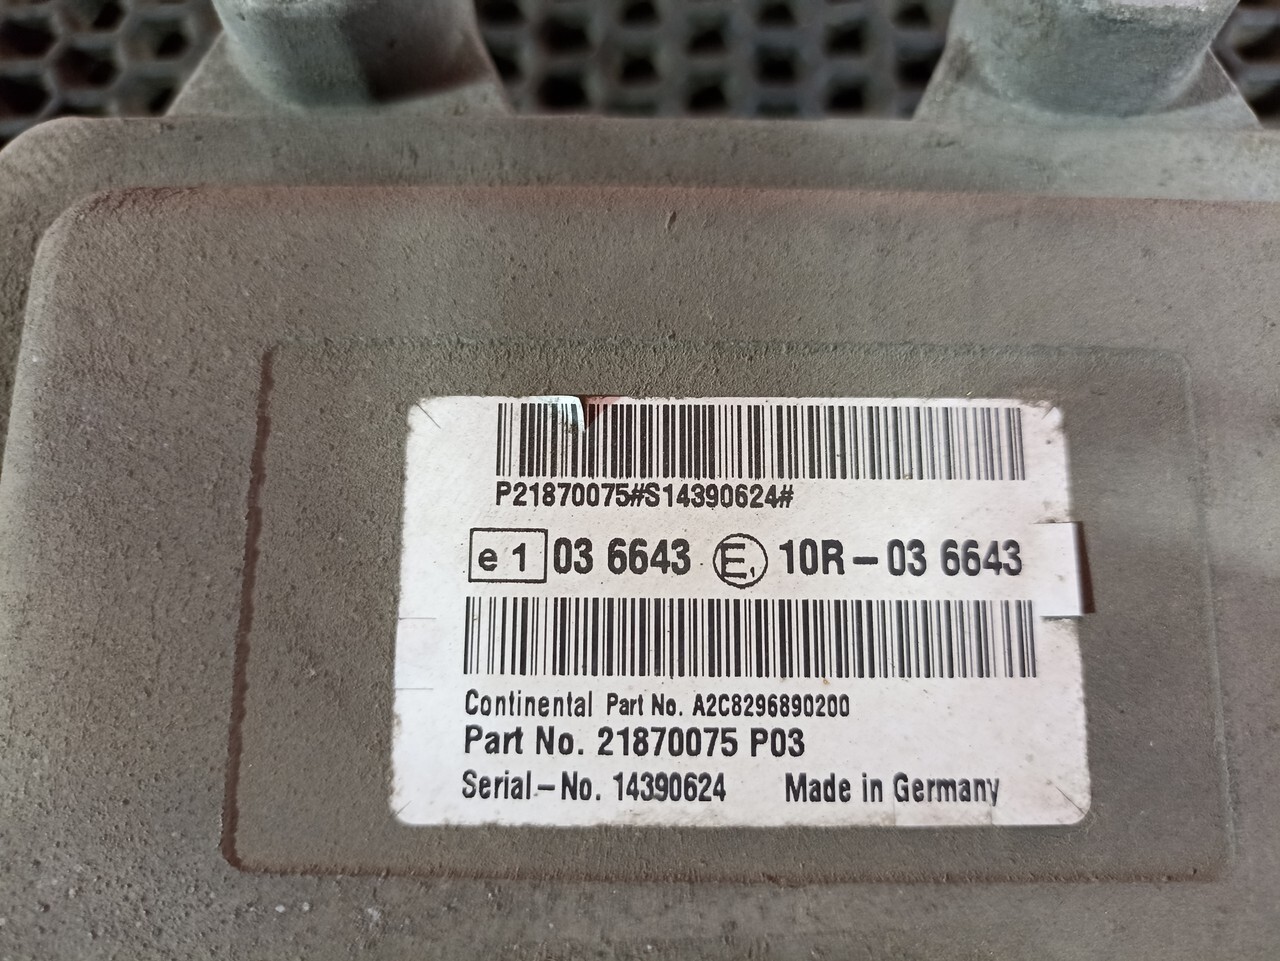 P21870075#S14390624#
e1 03 6643 E1 10R-03 6643
Continental Part No. A2C8296890200
Part No. 21870075 P03
Serial-No. 14390624 Made in Germany